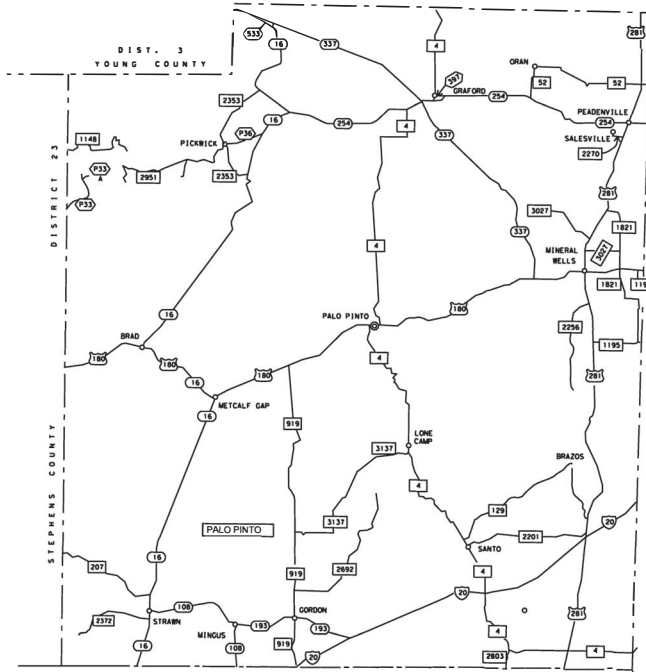 533
16
337
4
281
DIST. 3
YOUNG COUNTY
ORAN
397
52
52
GRAFORD
254
2353
PEADENVILLE
16
254
254
4
P36
SALESVILLE
1148
337
PICKWICK
2270
P33
A
2951
2353
281
P33
DISTRICT 23
3027
1821
337
4
3027
MINERAL
WELLS
1821
119
180
16
PALO PINTO
2256
BRAD
1195
180
180
4
180
16
281
METCALF GAP
16
919
LONE
CAMP
3137
BRAZOS
STEPHENS COUNTY
4
129
3137
20
PALO PINTO
2201
16
SANTO
207
919
2692
4
20
108
STRAWN
GORDON
281
2372
193
193
MINGUS
4
16
108
919
20
2803
4